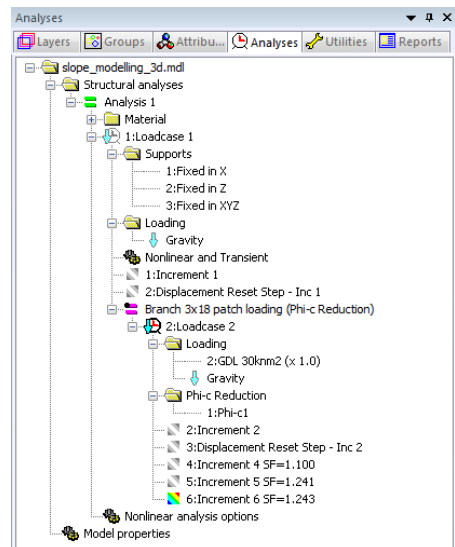 Analyses
Layers Groups Attribu... Analyses Utilities Reports
slope_modelling_3d.mdl
Structural analyses
Analysis 1
Material
1:Loadcase 1
Supports
1:Fixed in X
2:Fixed in Z
3:Fixed in XYZ
Loading
Gravity
Nonlinear and Transient
1:Increment 1
2:Displacement Reset Step - Inc 1
Branch 3x18 patch loading (Phi-c Reduction)
2:Loadcase 2
Loading
2:GDL 30knm2 (x 1.0)
Gravity
Phi-c Reduction
1:Phi-c1
2:Increment 2
3:Displacement Reset Step - Inc 2
4:Increment 4 SF=1.100
5:Increment 5 SF=1.241
6:Increment 6 SF=1.243
Nonlinear analysis options
Model properties